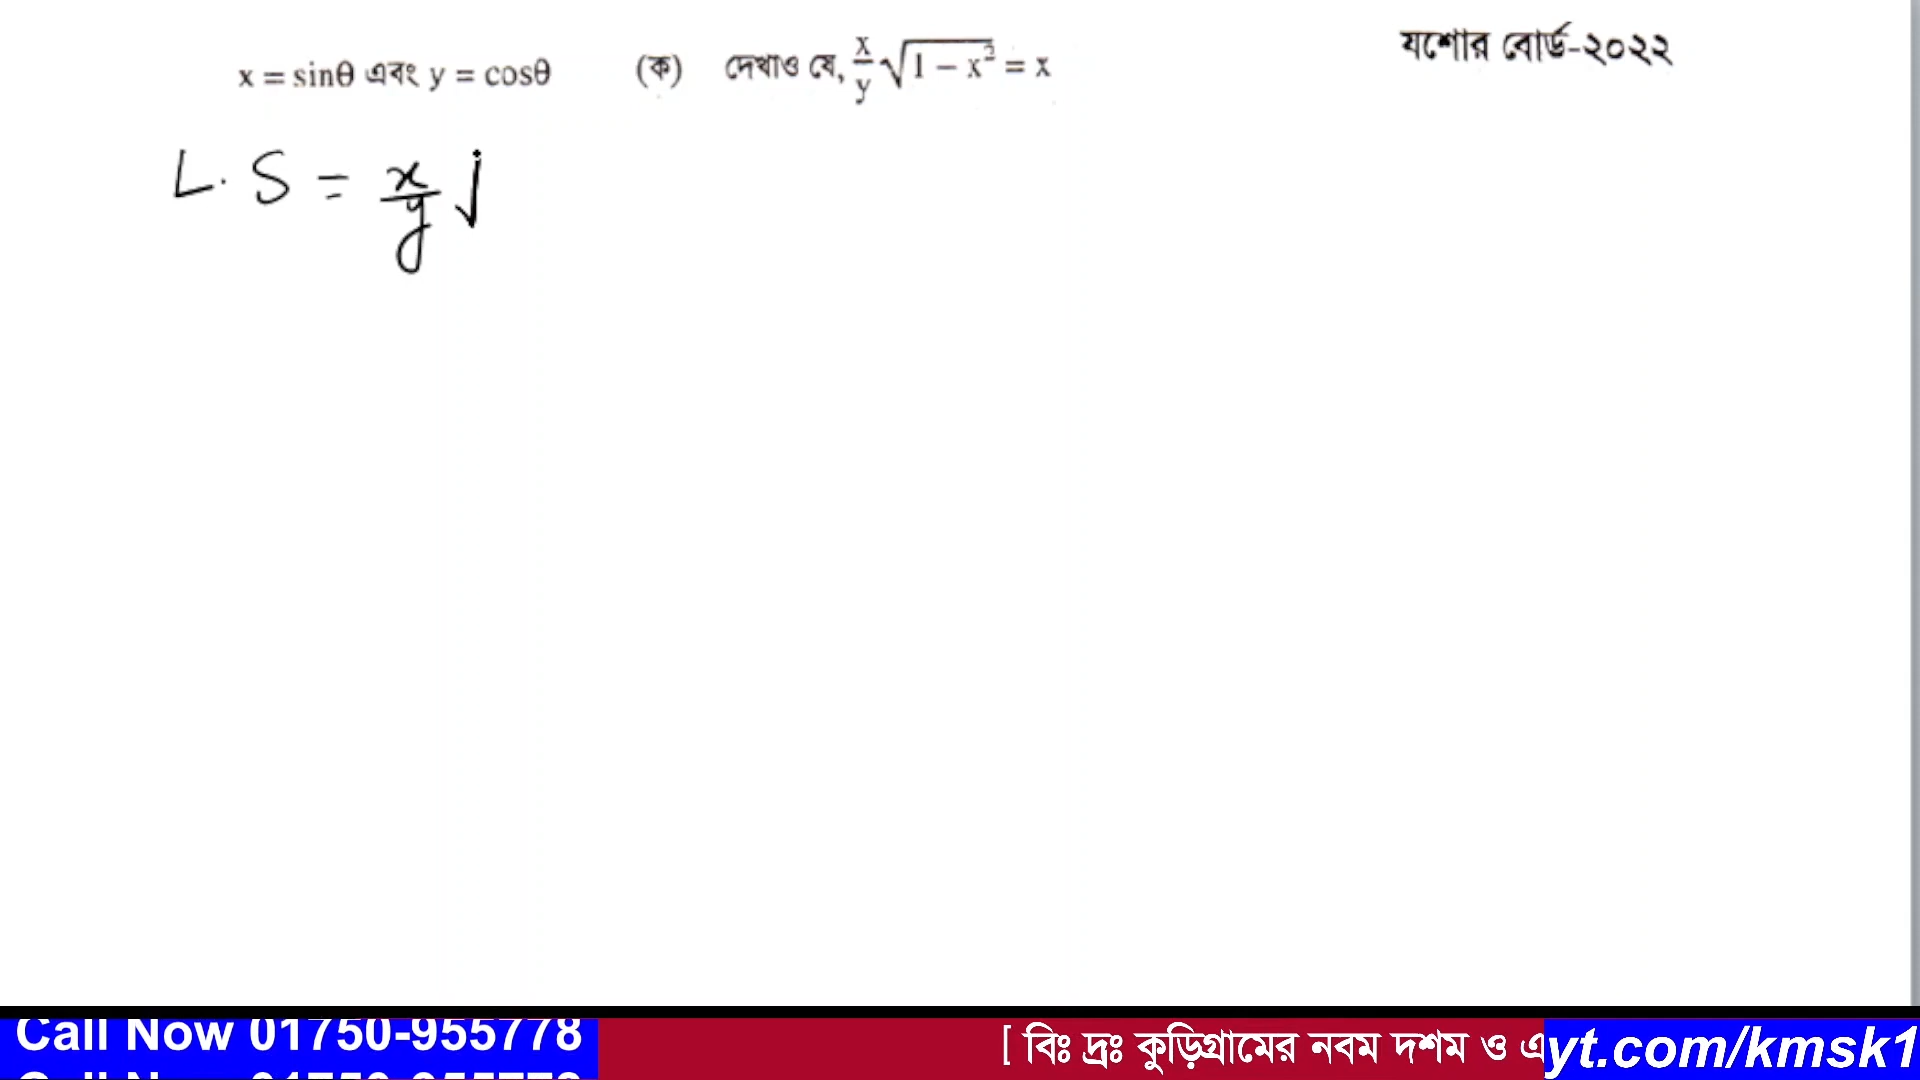 যশোর বোর্ড-২০২২
x = sinθ এবং y = cosθ (ক) দেখাও যে, x/y √(1 – x²) = x
L.S = x/y √
Call Now 01750-955778
[ বিঃ দ্রঃ কুড়িগ্রামের নবম দশম ও এ
yt.com/kmsk1